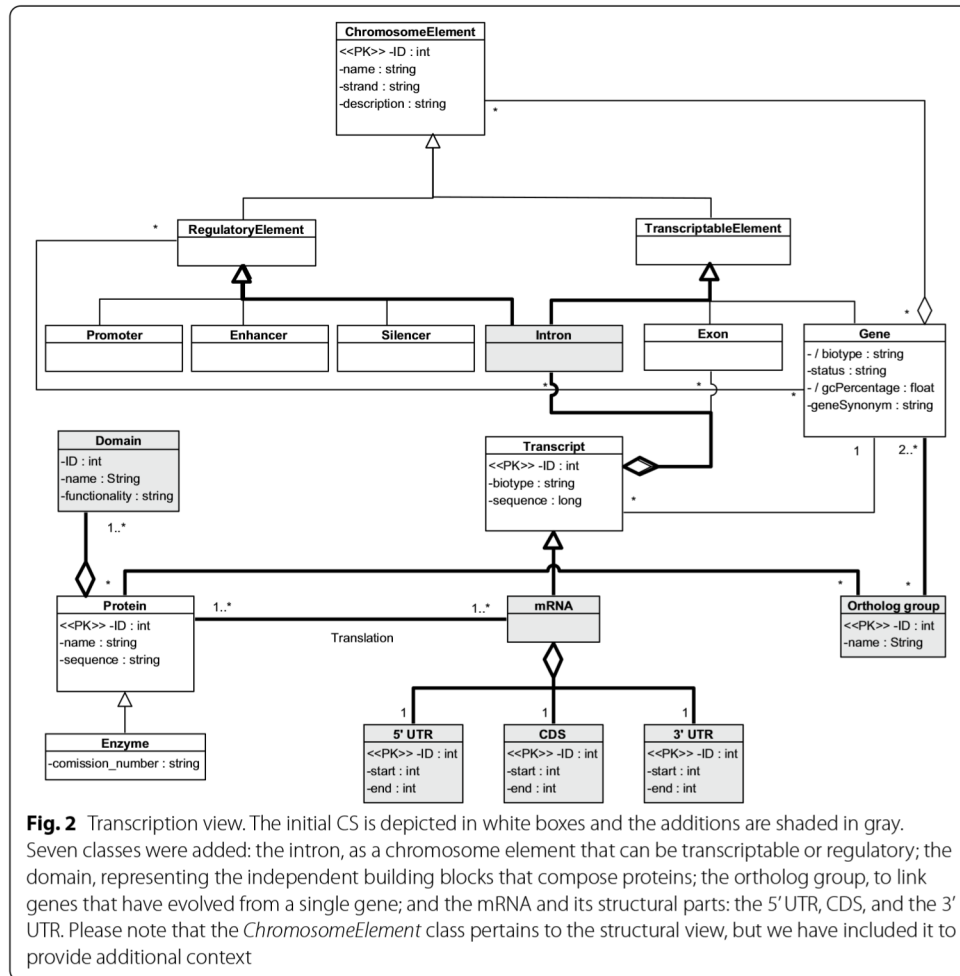 ChromosomeElement
<<PK>> -ID : int
-name : string
-strand : string
-description : string
*
*
RegulatoryElement
TranscriptableElement
*
Promoter
Enhancer
Silencer
Intron
Exon
Gene
- / biotype : string
-status : string
- / gcPercentage : float
-geneSynonym : string
*
*
*
Domain
-ID : int
-name : String
-functionality : string
Transcript
<<PK>> -ID : int
-biotype : string
-sequence : long
1
2..*
*
1..*
*
*
*
Protein
<<PK>> -ID : int
-name : string
-sequence : string
1..*
1..*
Translation
mRNA
Ortholog group
<<PK>> -ID : int
-name : String
1
1
1
Enzyme
-comission_number : string
5' UTR
<<PK>> -ID : int
-start : int
-end : int
CDS
<<PK>> -ID : int
-start : int
-end : int
3' UTR
<<PK>> -ID : int
-start : int
-end : int
Fig. 2 Transcription view. The initial CS is depicted in white boxes and the additions are shaded in gray.
Seven classes were added: the intron, as a chromosome element that can be transcriptable or regulatory; the
domain, representing the independent building blocks that compose proteins; the ortholog group, to link
genes that have evolved from a single gene; and the mRNA and its structural parts: the 5' UTR, CDS, and the 3'
UTR. Please note that the ChromosomeElement class pertains to the structural view, but we have included it to
provide additional context